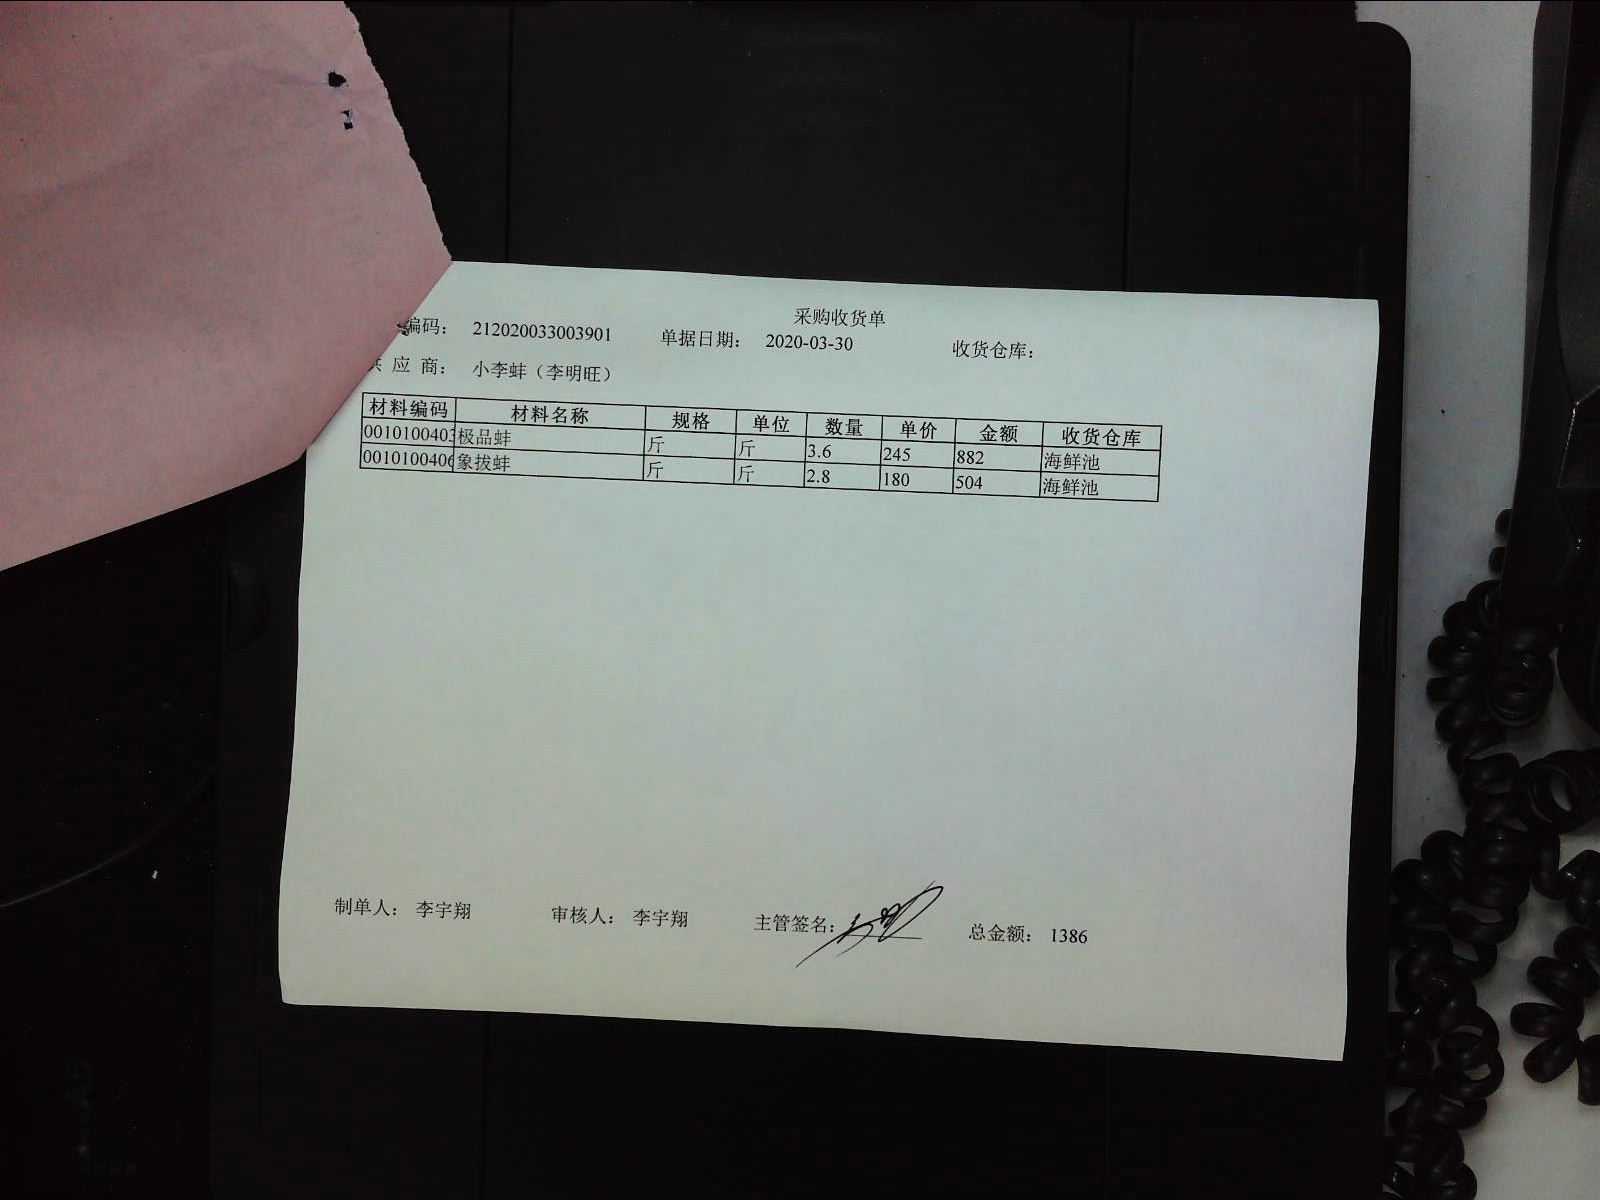 采购收货单
编码： 212020033003901 单据日期： 2020-03-30 收货仓库：
应 商： 小李蚌（李明旺）
材料编码 材料名称 规格 单位 数量 单价 金额 收货仓库
0010100403 极品蚌 斤 斤 3.6 245 882 海鲜池
0010100406 象拔蚌 斤 斤 2.8 180 504 海鲜池
制单人： 李宇翔 审核人： 李宇翔 主管签名： 总金额： 1386